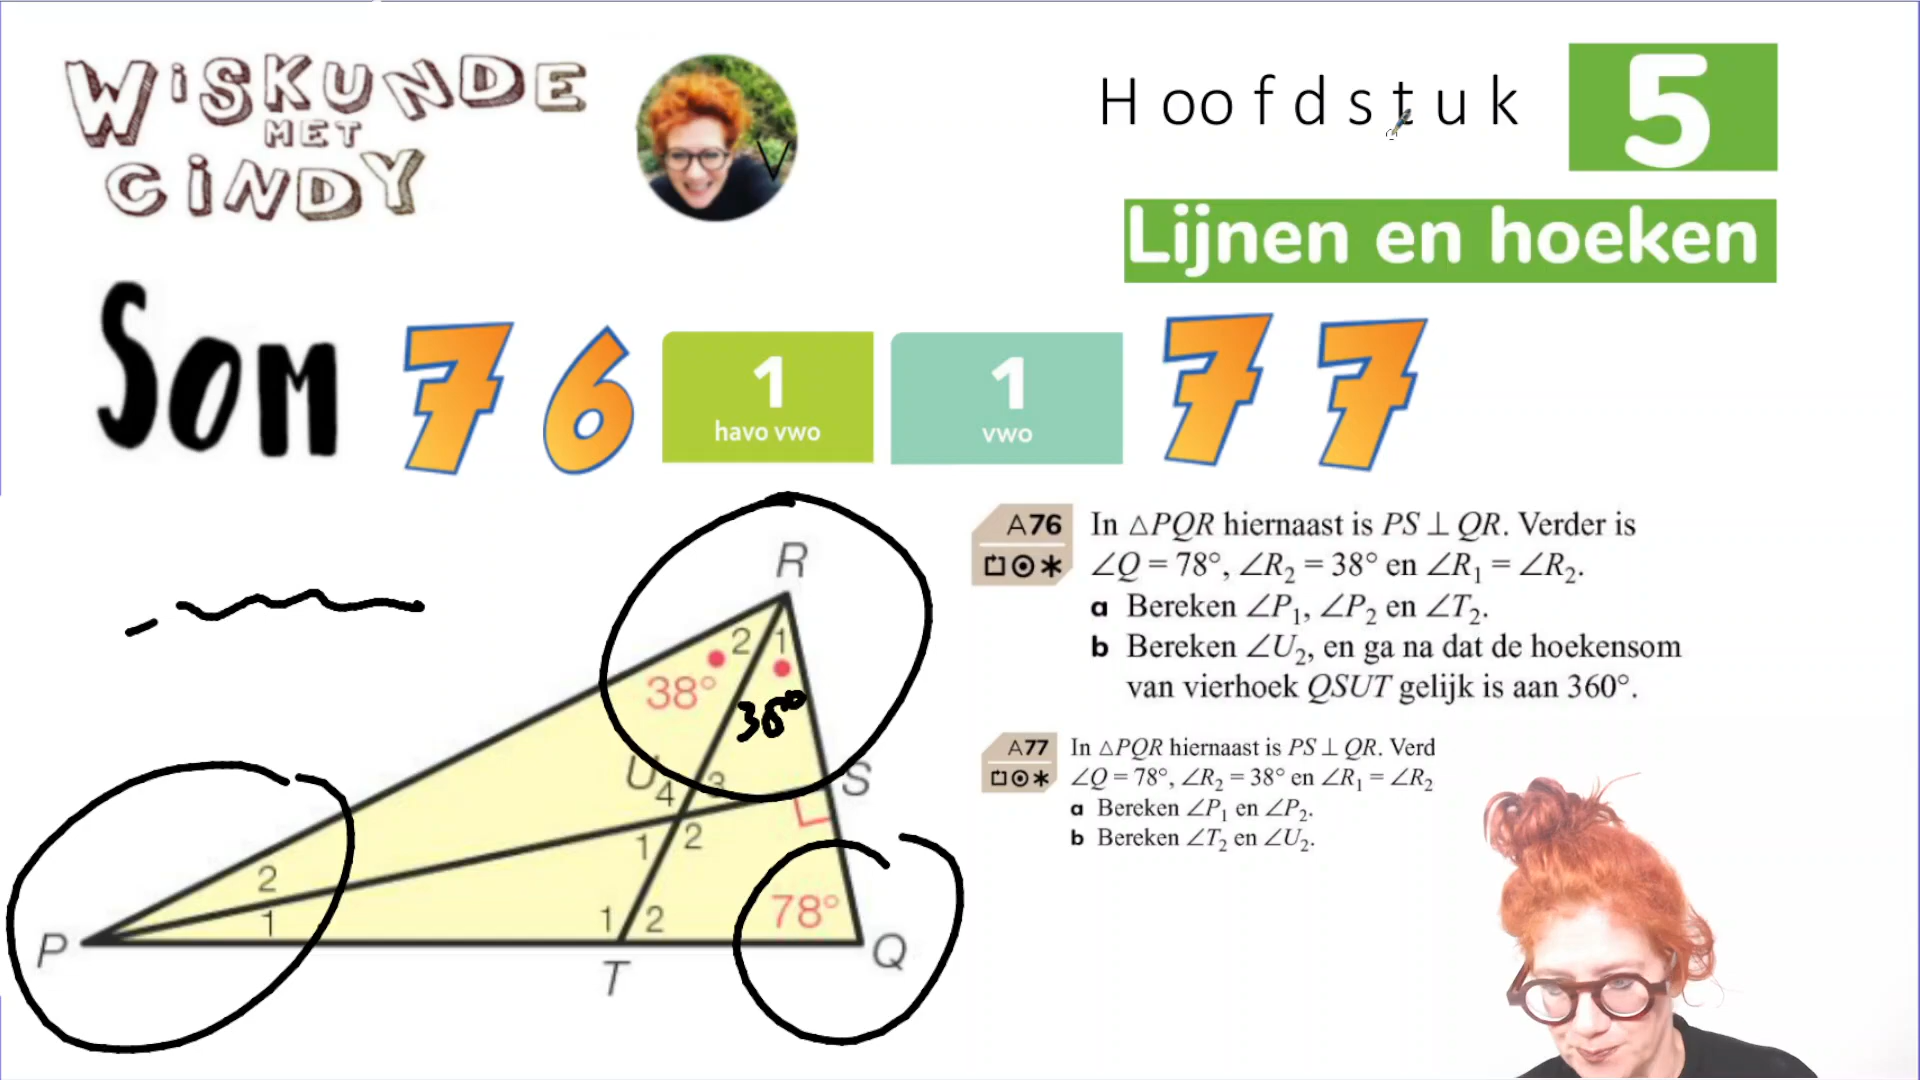 WiSKUNDE
MET
CiNDY
Hoofdstuk 5
Lijnen en hoeken
Som 76
1
havo vwo
1
vwo
77
A76
In △PQR hiernaast is PS ⊥ QR. Verder is
∠Q = 78°, ∠R₂ = 38° en ∠R₁ = ∠R₂.
a Bereken ∠P₁, ∠P₂ en ∠T₂.
b Bereken ∠U₂, en ga na dat de hoekensom
van vierhoek QSUT gelijk is aan 360°.
A77
In △PQR hiernaast is PS ⊥ QR. Verd
∠Q = 78°, ∠R₂ = 38° en ∠R₁ = ∠R₂
a Bereken ∠P₁ en ∠P₂.
b Bereken ∠T₂ en ∠U₂.
R
2 1
38°
38°
U 4 3 S
1 2
2
1
1 2 78°
P Q
T